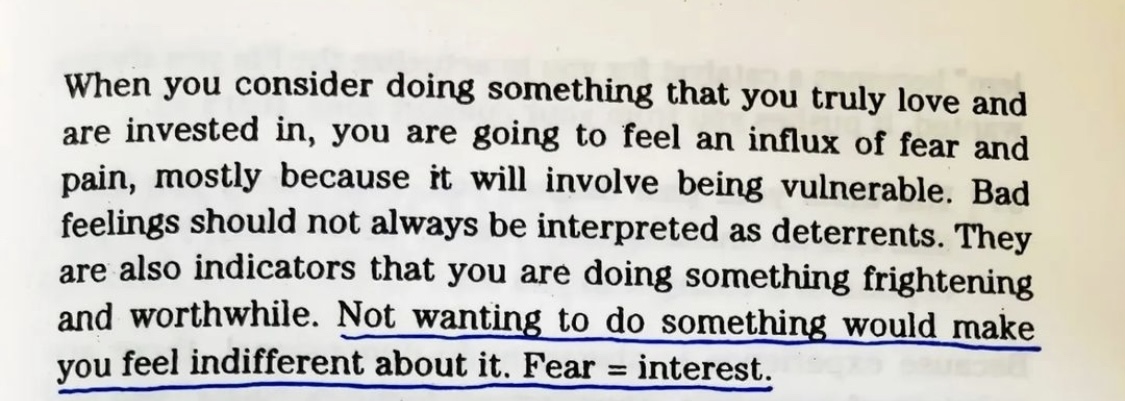 When you consider doing something that you truly love and
are invested in, you are going to feel an influx of fear and
pain, mostly because it will involve being vulnerable. Bad
feelings should not always be interpreted as deterrents. They
are also indicators that you are doing something frightening
and worthwhile. Not wanting to do something would make
you feel indifferent about it. Fear = interest.